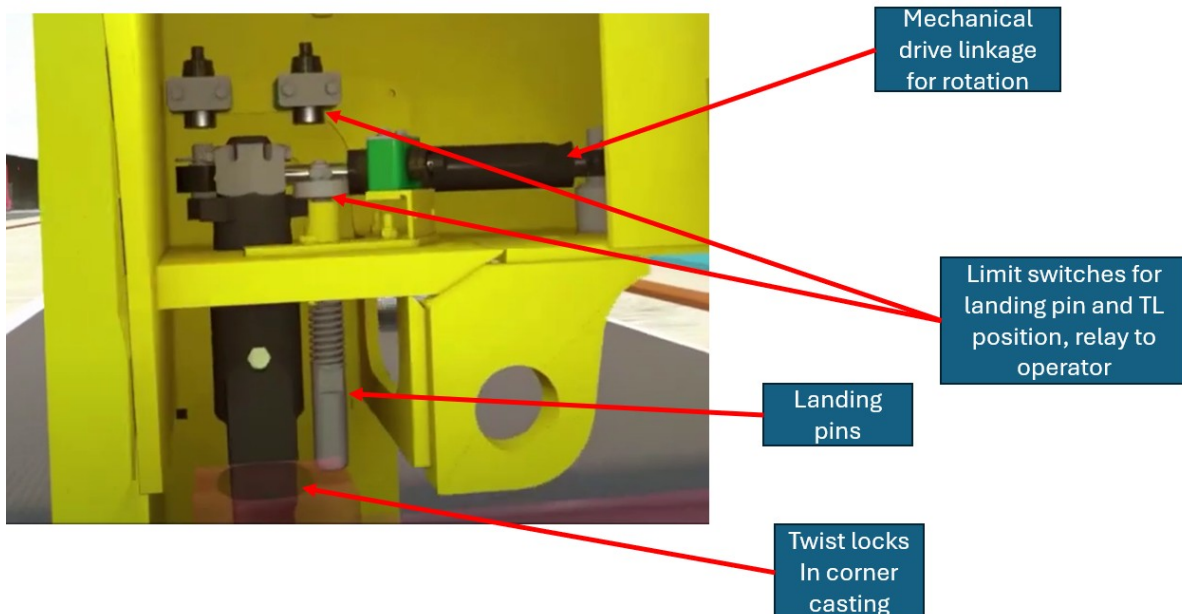 Mechanical
drive linkage
for rotation
Limit switches for
landing pin and TL
position, relay to
operator
Landing
pins
Twist locks
In corner
casting